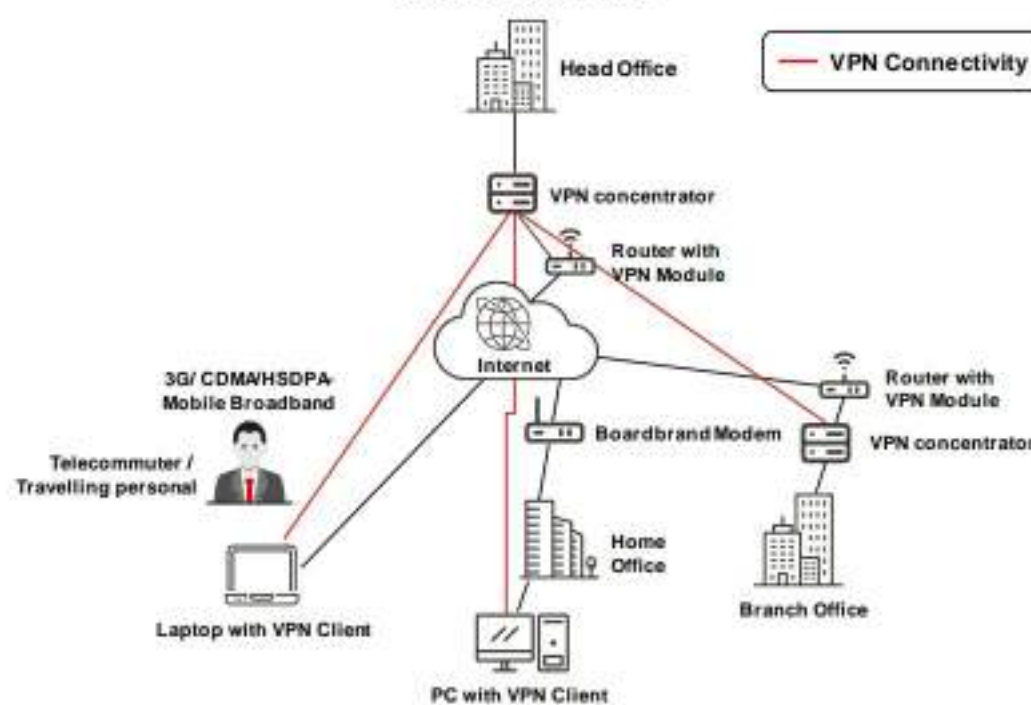 Head Office
VPN Connectivity
VPN concentrator
Router with
VPN Module
Internet
3G/ CDMA/HSDPA-
Mobile Broadband
Router with
VPN Module
Boardbrand Modem
VPN concentrator
Telecommuter /
Travelling personal
Home
Office
Branch Office
Laptop with VPN Client
PC with VPN Client